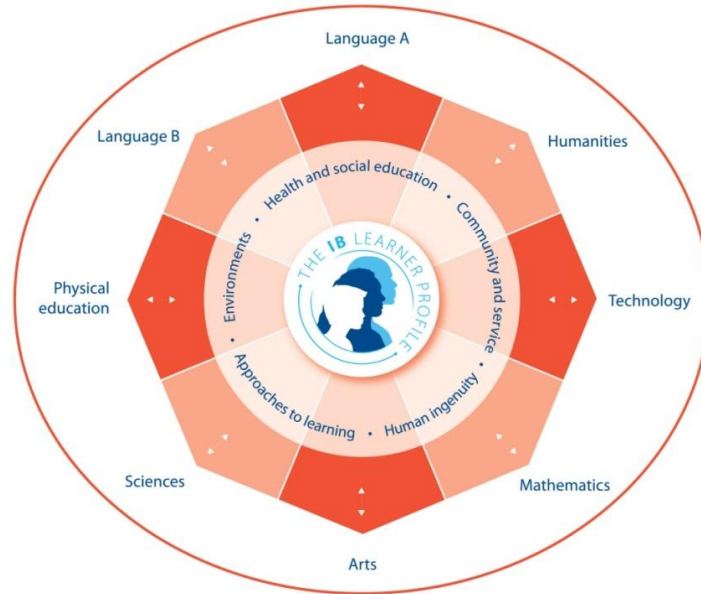 Language A
Language B
Humanities
Health and social education
•
Community and service
•
Environments
•
THE IB LEARNER PROFILE
Physical
education
Technology
Approaches to learning
•
Human ingenuity
•
Sciences
Mathematics
Arts